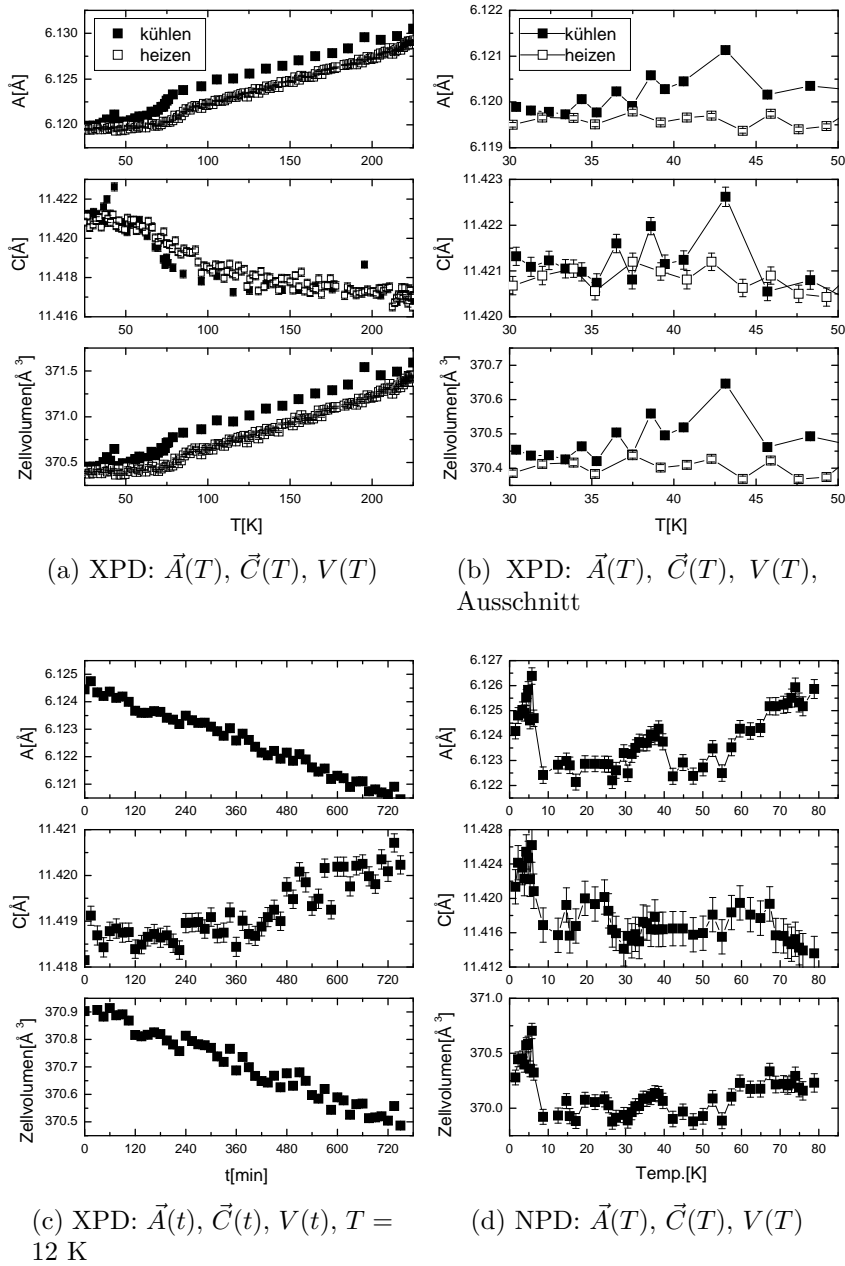 kühlen
heizen
6.130
6.125
6.120
A[Å]
50 100 150 200
11.422
11.420
11.418
11.416
C[Å]
50 100 150 200
371.5
371.0
370.5
Zellvolumen[Å ³]
50 100 150 200
T[K]
(a) XPD: A⃗(T), C⃗(T), V(T)
kühlen
heizen
6.122
6.121
6.120
6.119
A[Å]
30 35 40 45 50
11.423
11.422
11.421
11.420
C[Å]
30 35 40 45 50
370.8
370.6
370.4
Zellvolumen[Å ³]
30 35 40 45 50
T[K]
(b) XPD: A⃗(T), C⃗(T), V(T),
Ausschnitt
6.125
6.124
6.123
6.122
6.121
A[Å]
0 120 240 360 480 600 720
11.421
11.420
11.419
11.418
C[Å]
0 120 240 360 480 600 720
370.9
370.8
370.7
370.6
370.5
Zellvolumen[Å ³]
0 120 240 360 480 600 720
t[min]
(c) XPD: A⃗(t), C⃗(t), V(t), T =
12 K
6.127
6.126
6.125
6.124
6.123
6.122
A[Å]
0 10 20 30 40 50 60 70 80
11.428
11.424
11.420
11.416
11.412
C[Å]
0 10 20 30 40 50 60 70 80
371.0
370.5
370.0
Zellvolumen[Å ³]
0 10 20 30 40 50 60 70 80
Temp.[K]
(d) NPD: A⃗(T), C⃗(T), V(T)